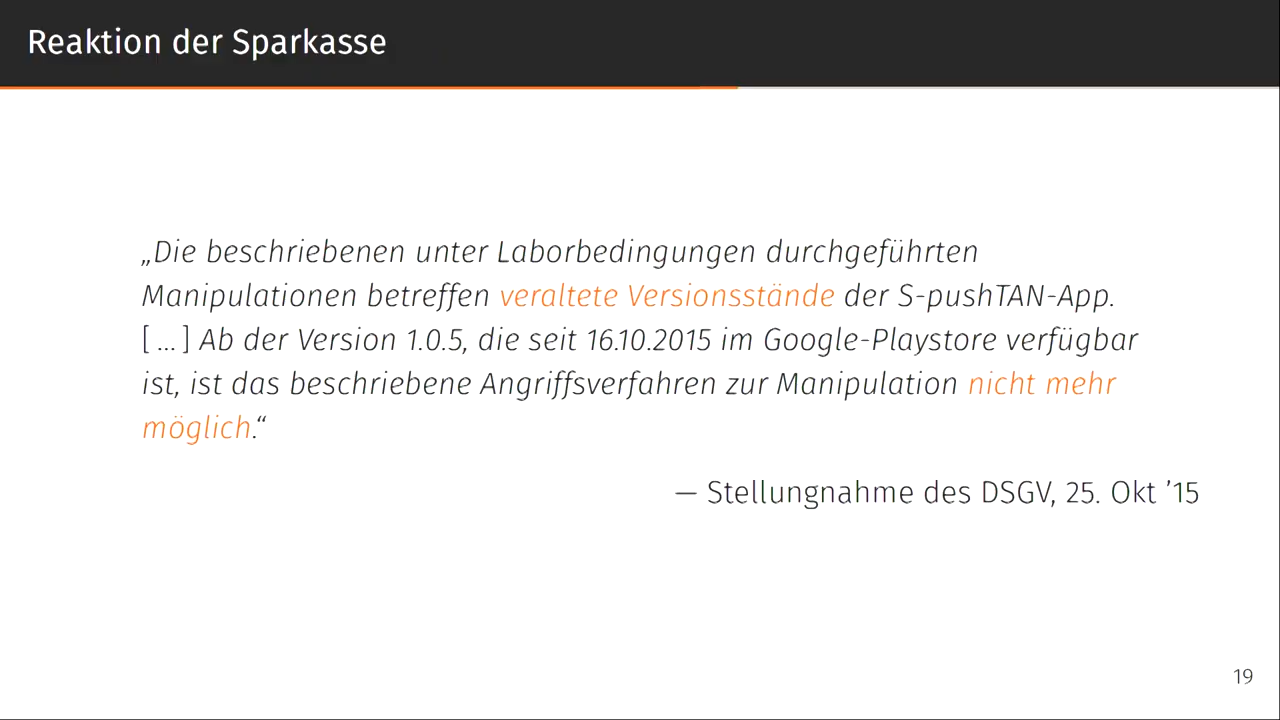 Reaktion der Sparkasse
„Die beschriebenen unter Laborbedingungen durchgeführten
Manipulationen betreffen veraltete Versionsstände der S-pushTAN-App.
[ … ] Ab der Version 1.0.5, die seit 16.10.2015 im Google-Playstore verfügbar
ist, ist das beschriebene Angriffsverfahren zur Manipulation nicht mehr
möglich.“
— Stellungnahme des DSGV, 25. Okt ’15
19